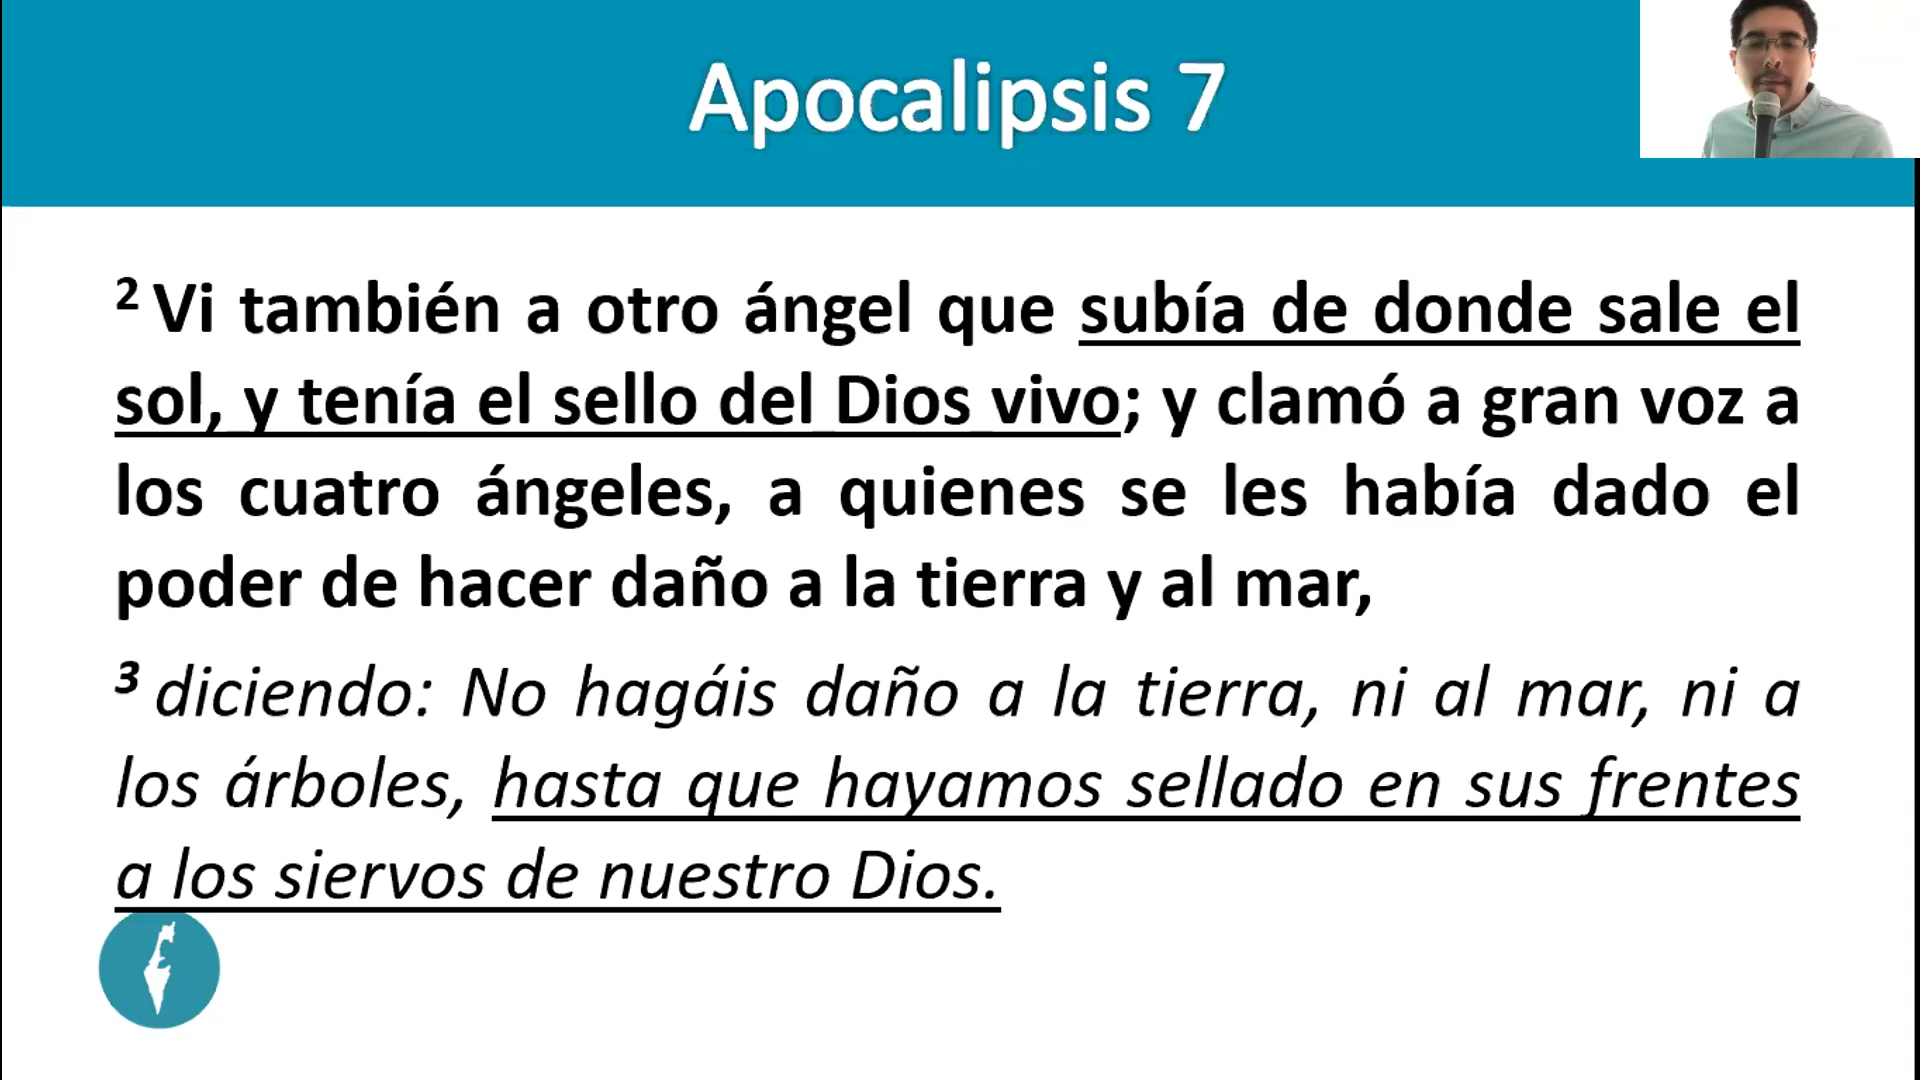 Apocalipsis 7
2 Vi también a otro ángel que subía de donde sale el
sol, y tenía el sello del Dios vivo; y clamó a gran voz a
los cuatro ángeles, a quienes se les había dado el
poder de hacer daño a la tierra y al mar,
3 diciendo: No hagáis daño a la tierra, ni al mar, ni a
los árboles, hasta que hayamos sellado en sus frentes
a los siervos de nuestro Dios.